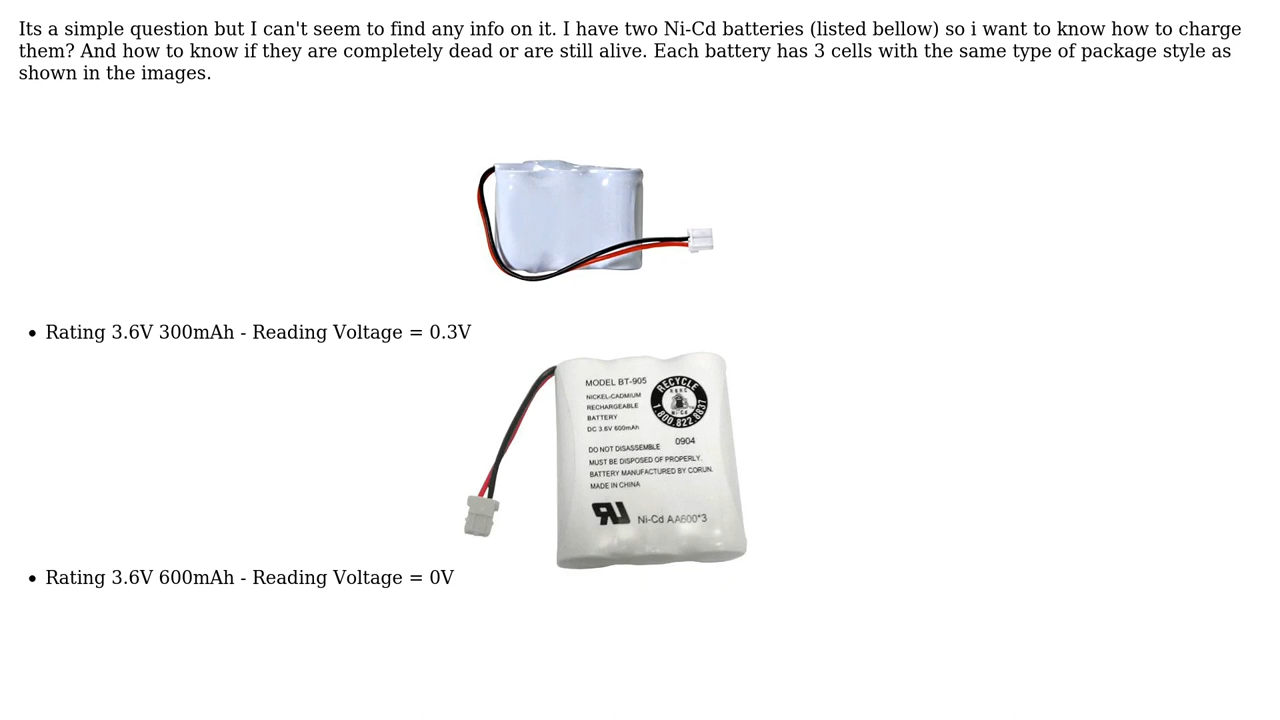 Its a simple question but I can't seem to find any info on it. I have two Ni-Cd batteries (listed bellow) so i want to know how to charge
them? And how to know if they are completely dead or are still alive. Each battery has 3 cells with the same type of package style as
shown in the images.
• Rating 3.6V 300mAh - Reading Voltage = 0.3V
MODEL BT-905
NICKEL-CADMIUM
RECHARGEABLE
BATTERY
DC 3.6V 600mAh
RECYCLE
Ni-Cd
1.800.822.8837
0904
DO NOT DISASSEMBLE
MUST BE DISPOSED OF PROPERLY.
BATTERY MANUFACTURED BY CORUN.
MADE IN CHINA
Ni-Cd AA600*3
• Rating 3.6V 600mAh - Reading Voltage = 0V